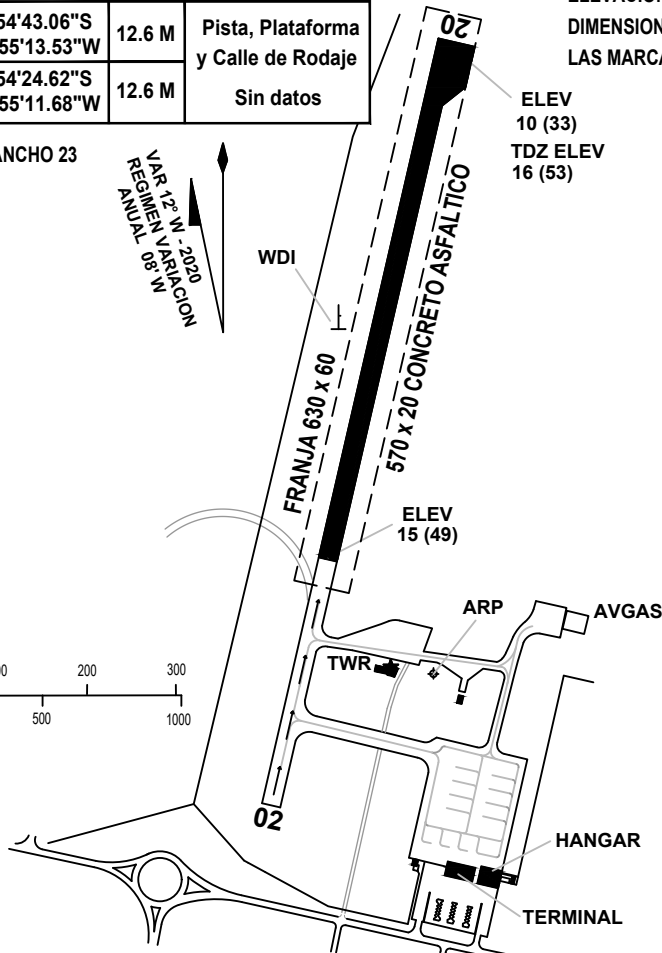 54'43.06"S
55'13.53"W
12.6 M
Pista, Plataforma
y Calle de Rodaje
Sin datos
54'24.62"S
55'11.68"W
12.6 M
DIMENSION
LAS MARCA
ANCHO 23
VAR 12° W - 2020
REGIMEN VARIACION
ANUAL 08' W
20
ELEV
10 (33)
TDZ ELEV
16 (53)
WDI
FRANJA 630 x 60
570 x 20 CONCRETO ASFALTICO
ELEV
15 (49)
ARP
AVGAS
TWR
200
300
500
1000
02
HANGAR
TERMINAL